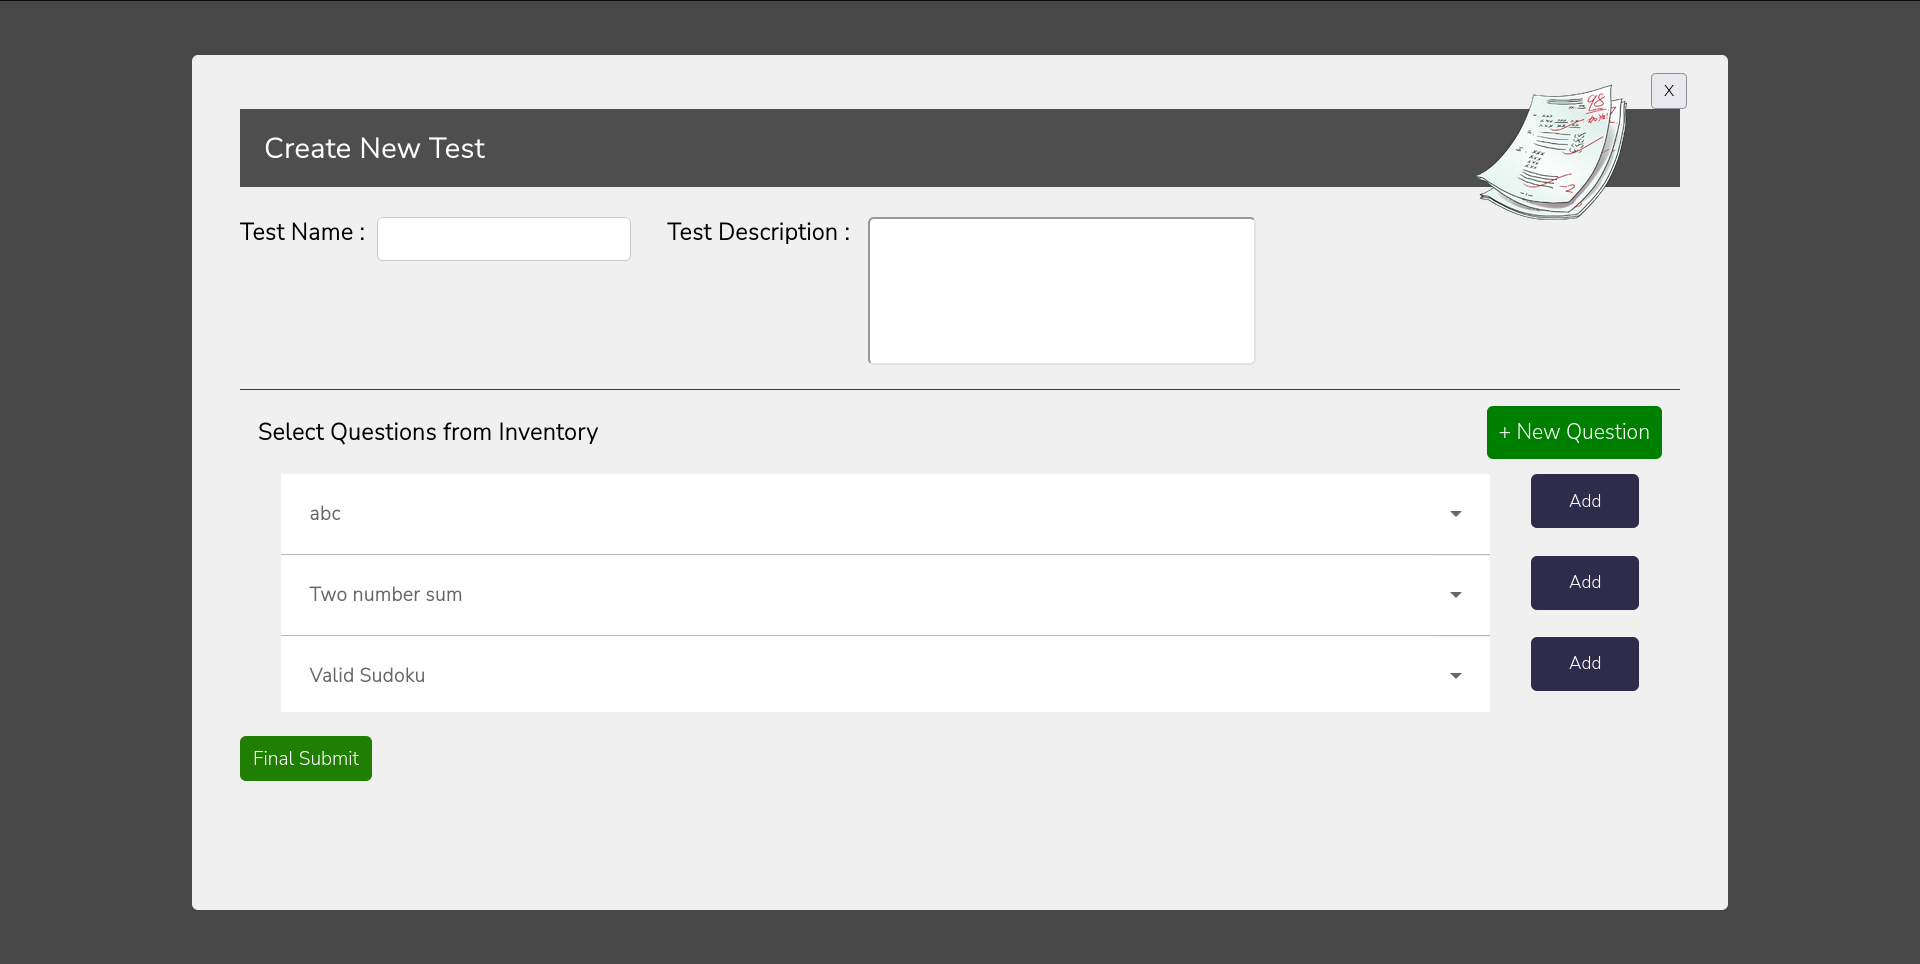 X
Create New Test
98
Test Name :
Test Description :
Select Questions from Inventory
+ New Question
abc
Add
Two number sum
Add
Valid Sudoku
Add
Final Submit